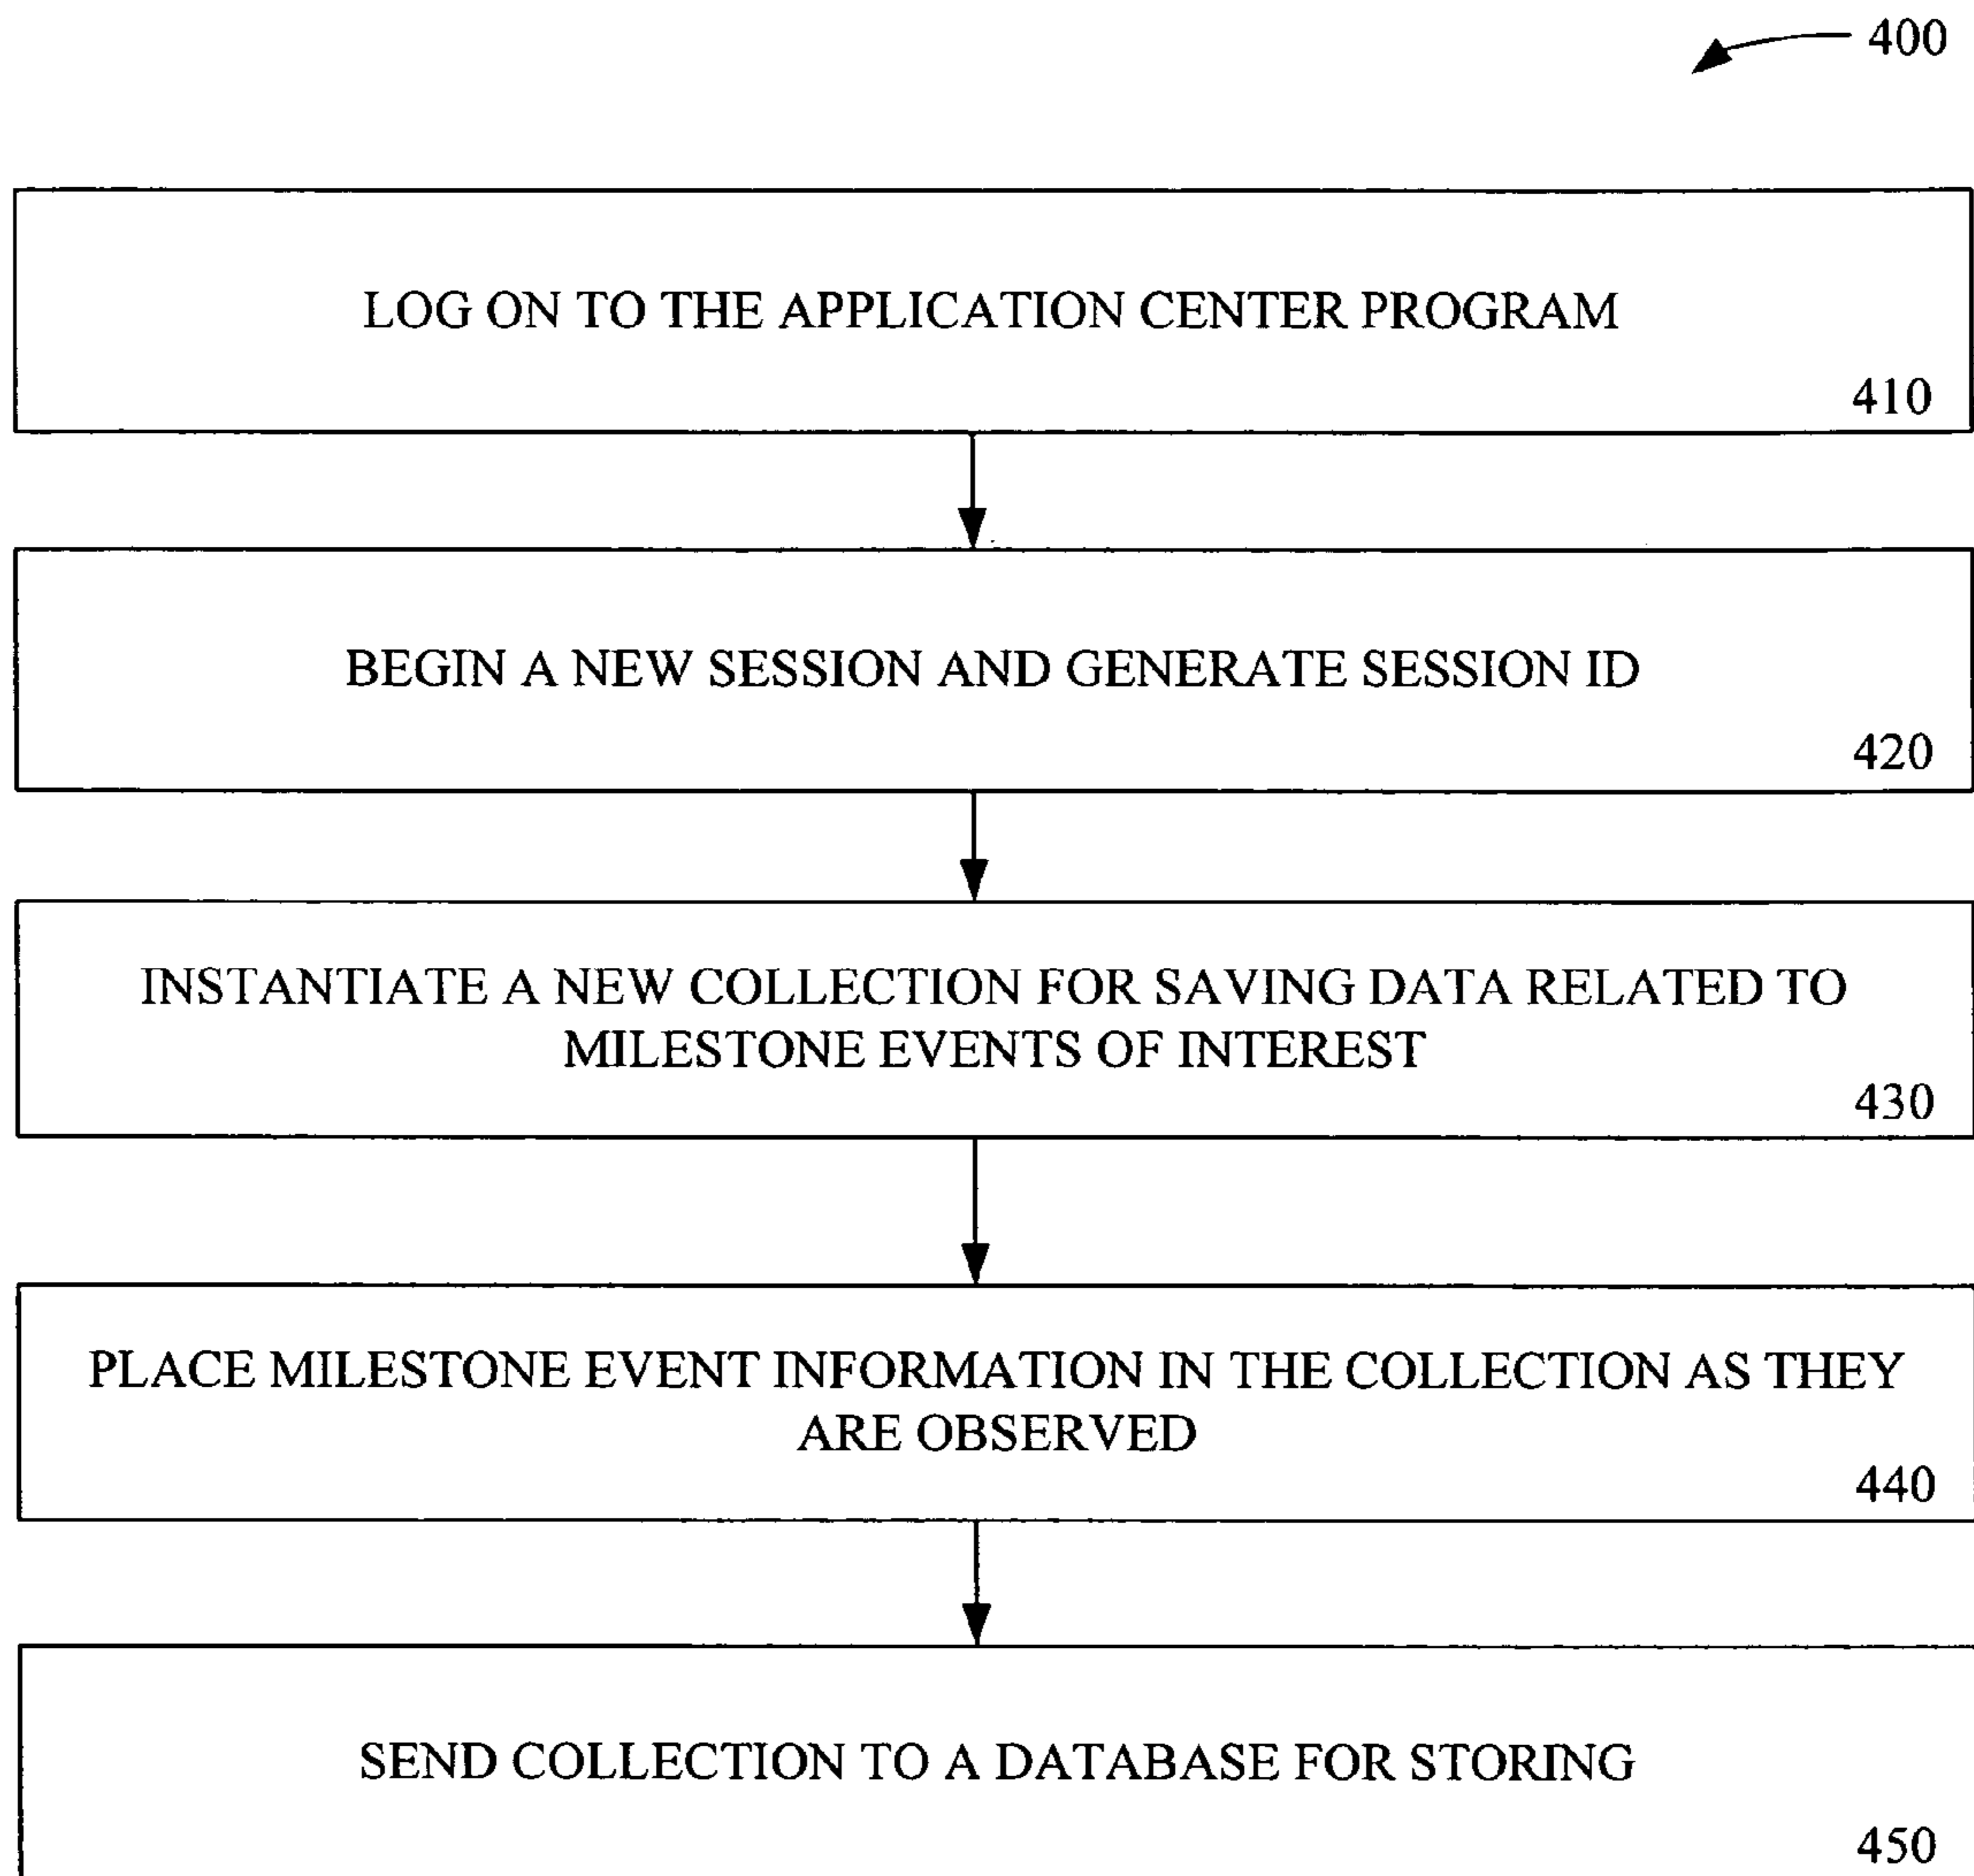 400
LOG ON TO THE APPLICATION CENTER PROGRAM
410
BEGIN A NEW SESSION AND GENERATE SESSION ID
420
INSTANTIATE A NEW COLLECTION FOR SAVING DATA RELATED TO
MILESTONE EVENTS OF INTEREST
430
PLACE MILESTONE EVENT INFORMATION IN THE COLLECTION AS THEY
ARE OBSERVED
440
SEND COLLECTION TO A DATABASE FOR STORING
450